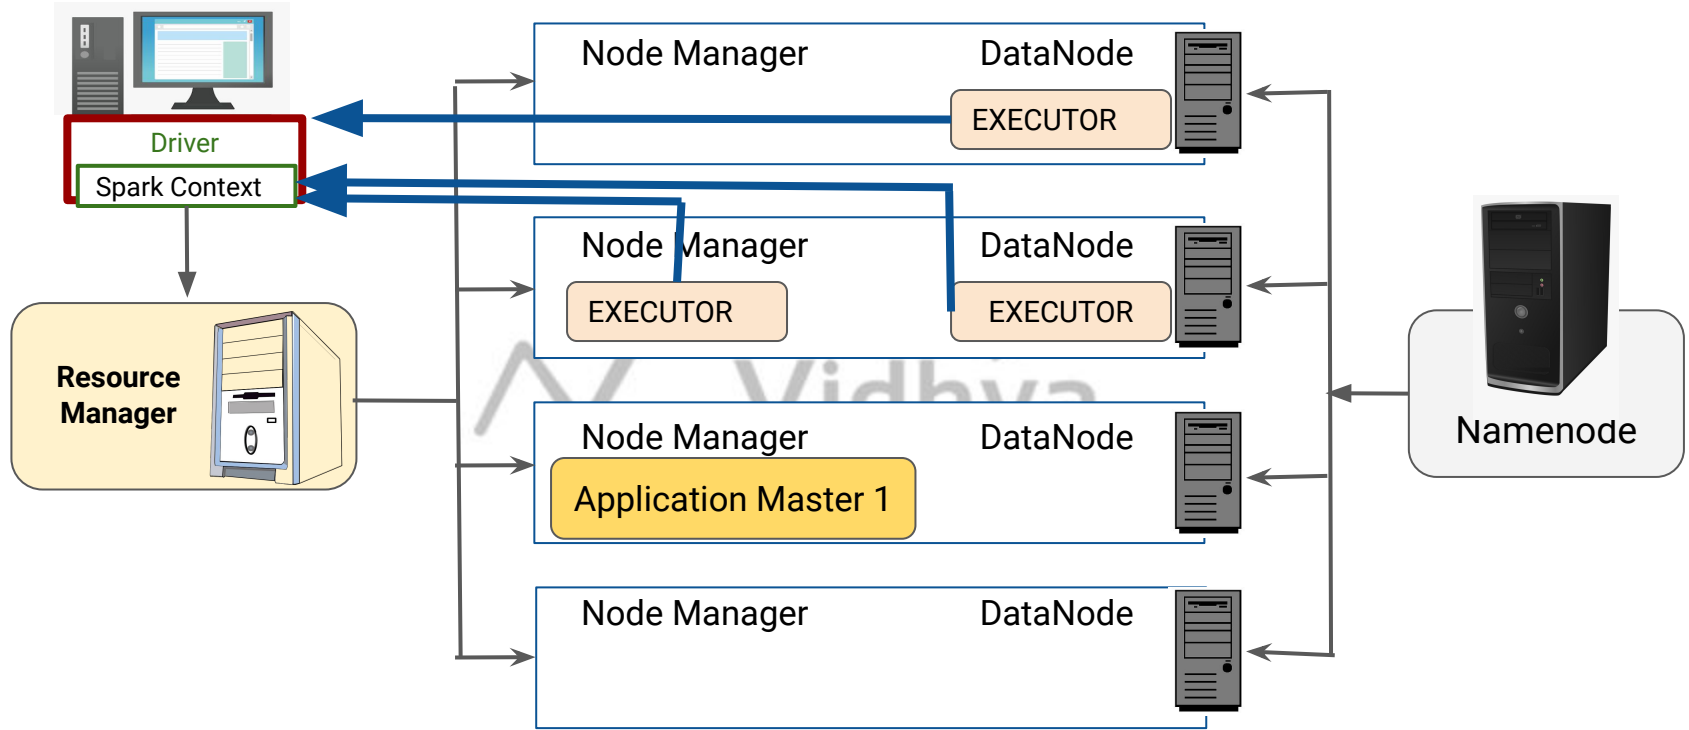 Driver
Spark Context
Resource
Manager
Node Manager DataNode
EXECUTOR
Node Manager DataNode
EXECUTOR EXECUTOR
Vidhya
Node Manager DataNode
Application Master 1
Node Manager DataNode
Namenode